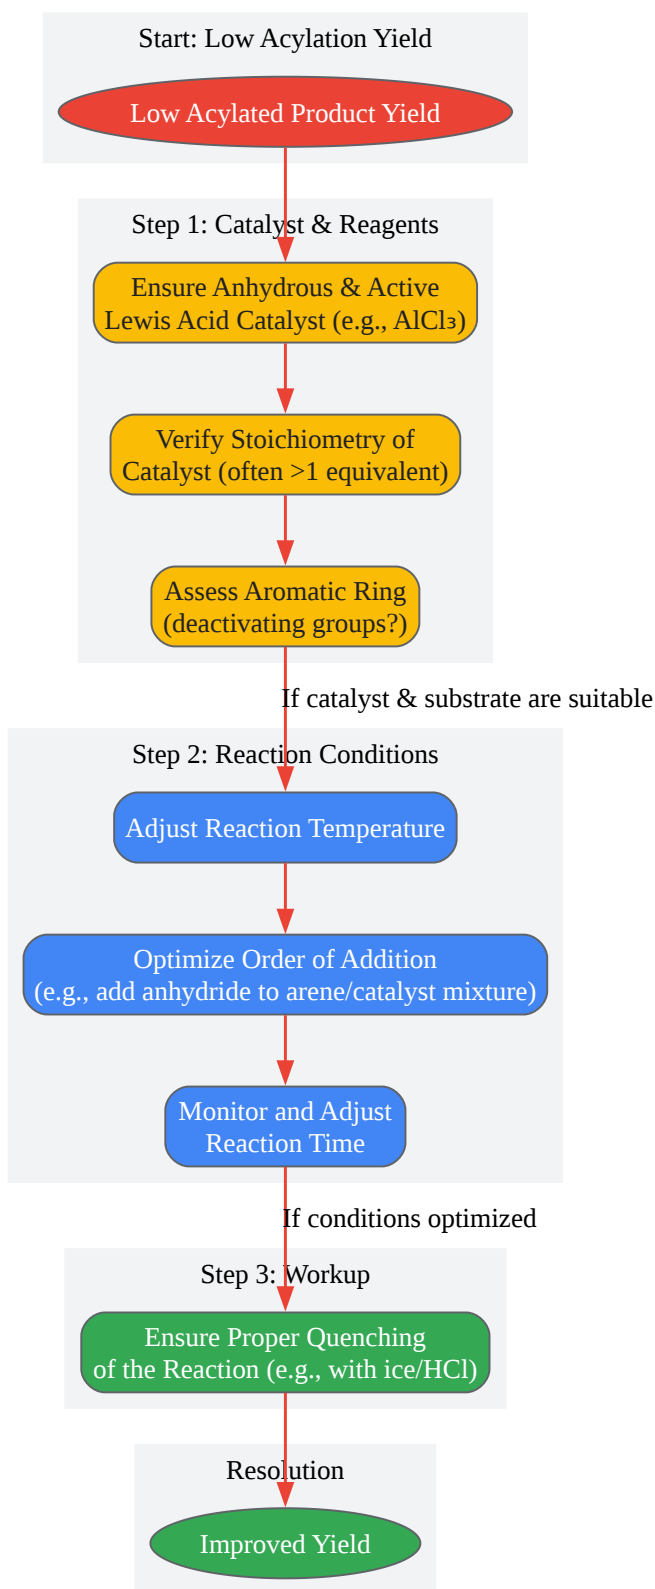 Start: Low Acylation Yield
Low Acylated Product Yield
Step 1: Catalyst & Reagents
Ensure Anhydrous & Active
Lewis Acid Catalyst (e.g., AlCl₃)
Verify Stoichiometry of
Catalyst (often >1 equivalent)
Assess Aromatic Ring
(deactivating groups?)
If catalyst & substrate are suitable
Step 2: Reaction Conditions
Adjust Reaction Temperature
Optimize Order of Addition
(e.g., add anhydride to arene/catalyst mixture)
Monitor and Adjust
Reaction Time
If conditions optimized
Step 3: Workup
Ensure Proper Quenching
of the Reaction (e.g., with ice/HCl)
Resolution
Improved Yield